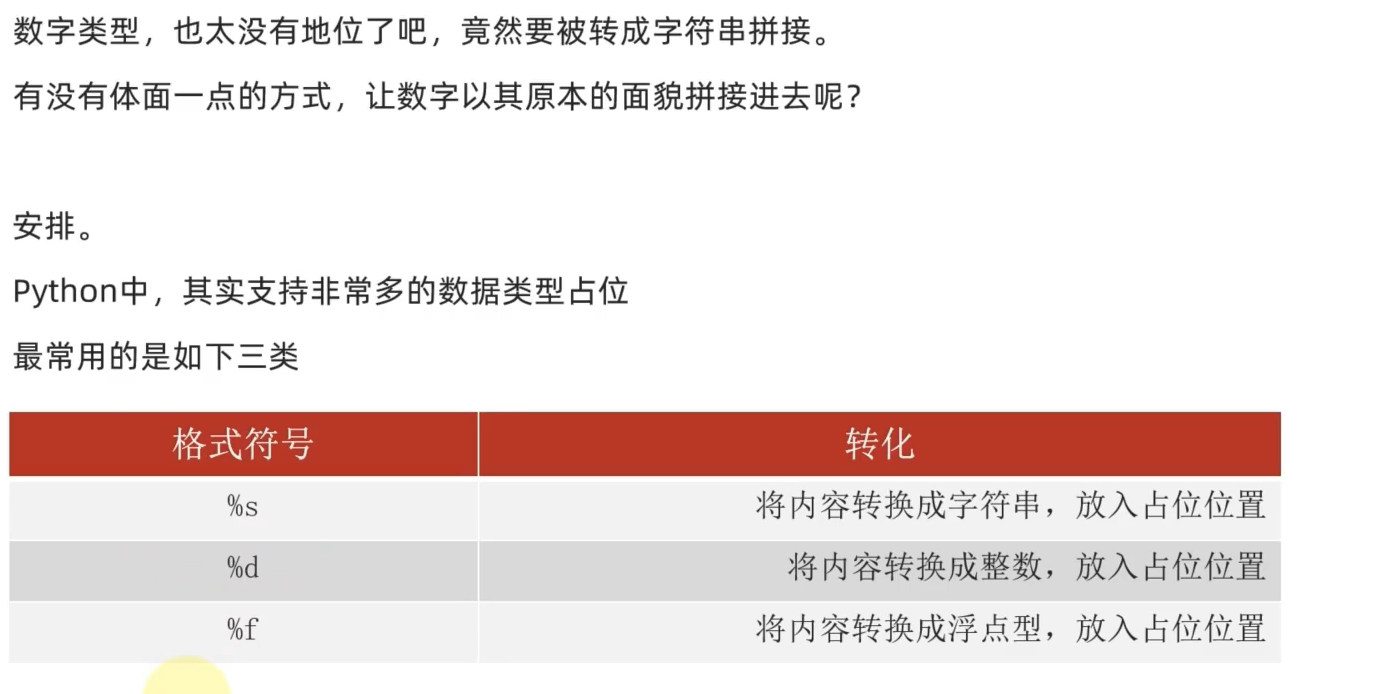 数字类型，也太没有地位了吧，竟然要被转成字符串拼接。
有没有体面一点的方式，让数字以其原本的面貌拼接进去呢？
安排。
Python中，其实支持非常多的数据类型占位
最常用的是如下三类
格式符号 转化
%s 将内容转换成字符串，放入占位位置
%d 将内容转换成整数，放入占位位置
%f 将内容转换成浮点型，放入占位位置